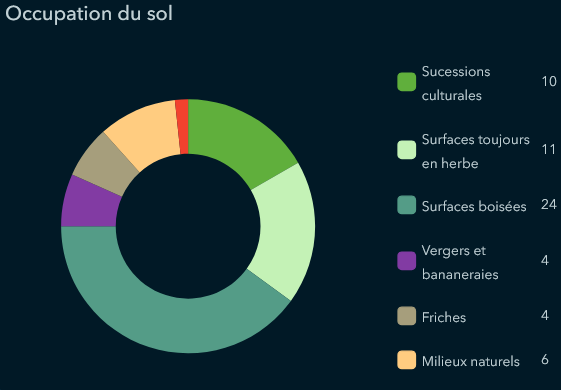 Occupation du sol
Sucessions
culturales
10
Surfaces toujours
en herbe
11
Surfaces boisées
24
Vergers et
bananeraies
4
Friches
4
Milieux naturels
6